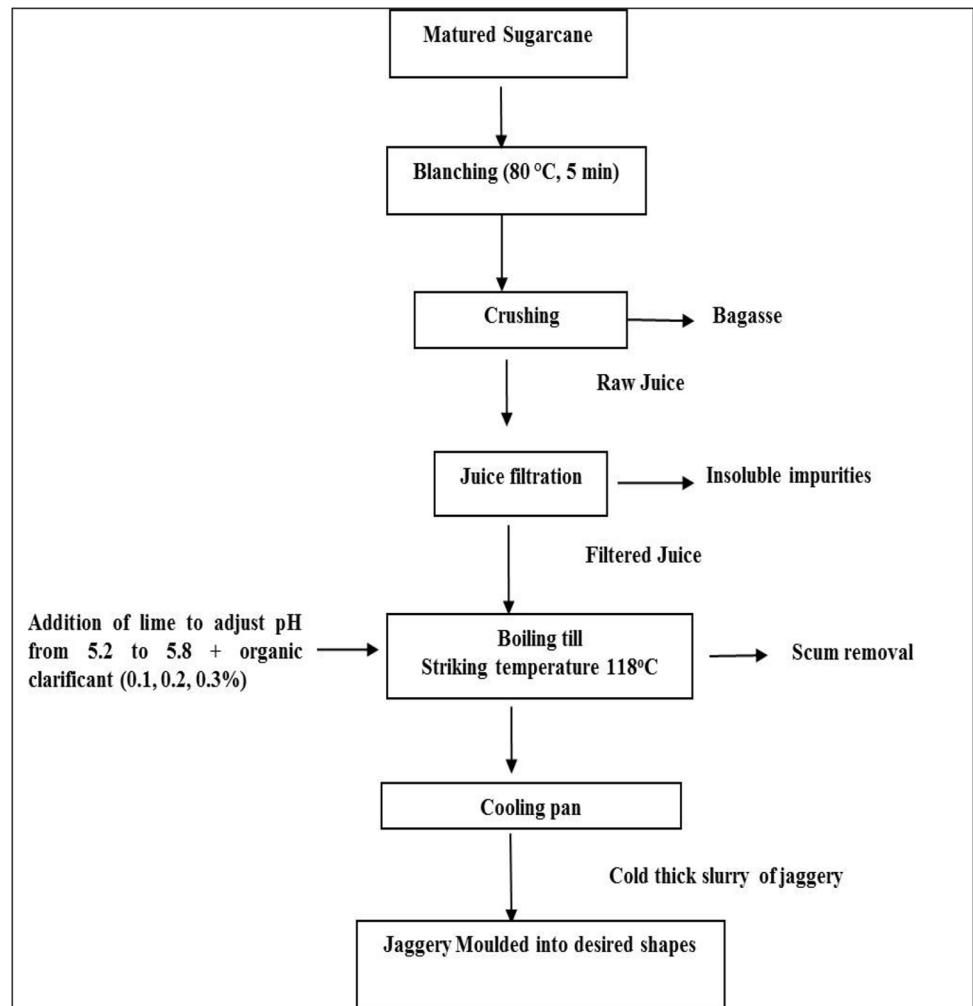 Matured Sugarcane
Blanching (80 °C, 5 min)
Crushing
Bagasse
Raw Juice
Juice filtration
Insoluble impurities
Filtered Juice
Addition of lime to adjust pH
from 5.2 to 5.8 + organic
clarificant (0.1, 0.2, 0.3%)
Boiling till
Striking temperature 118°C
Scum removal
Cooling pan
Cold thick slurry of jaggery
Jaggery Moulded into desired shapes